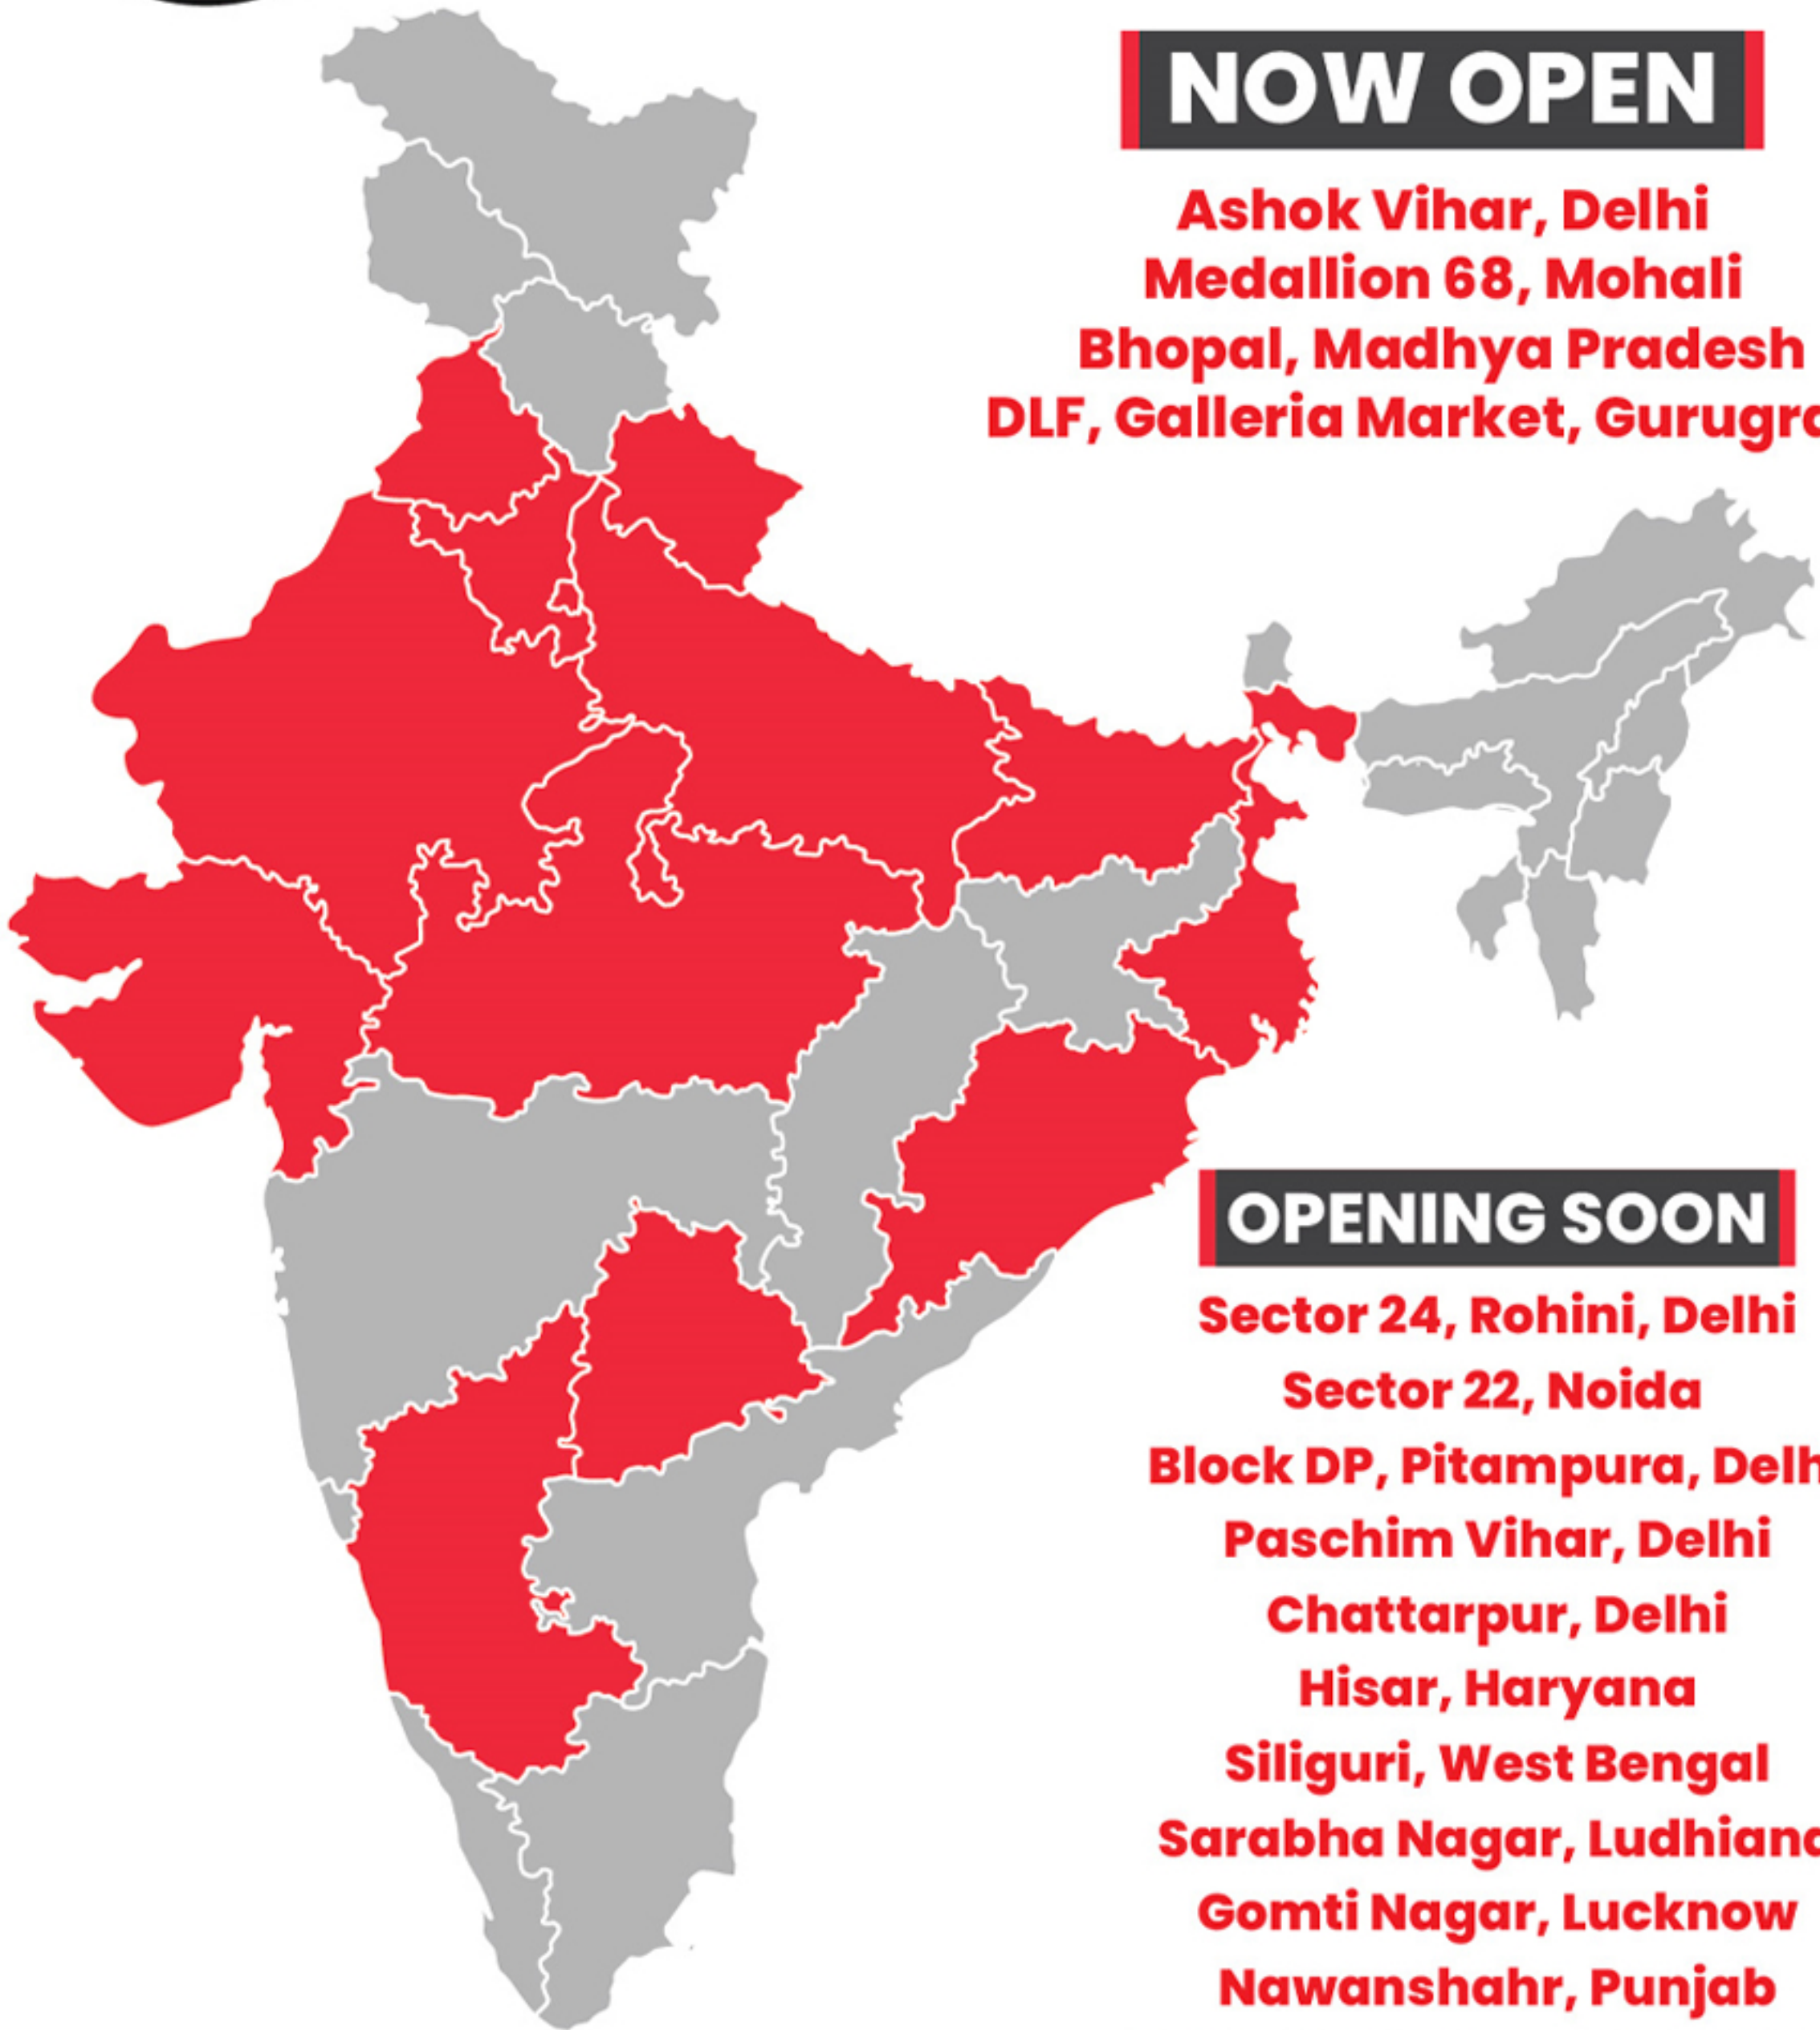 NOW OPEN
Ashok Vihar, Delhi
Medallion 68, Mohali
Bhopal, Madhya Pradesh
DLF, Galleria Market,
OPENING SOON
Sector 24, Rohini, Delhi
Sector 22, Noida
Block DP, Pitampura, Delh
Paschim Vihar, Delhi
Chattarpur, Delhi
Hisar, Haryana
Siliguri, West Bengal
Sarabha Nagar, Ludhiana
Gomti Nagar, Lucknow
Nawanshahr, Punjab